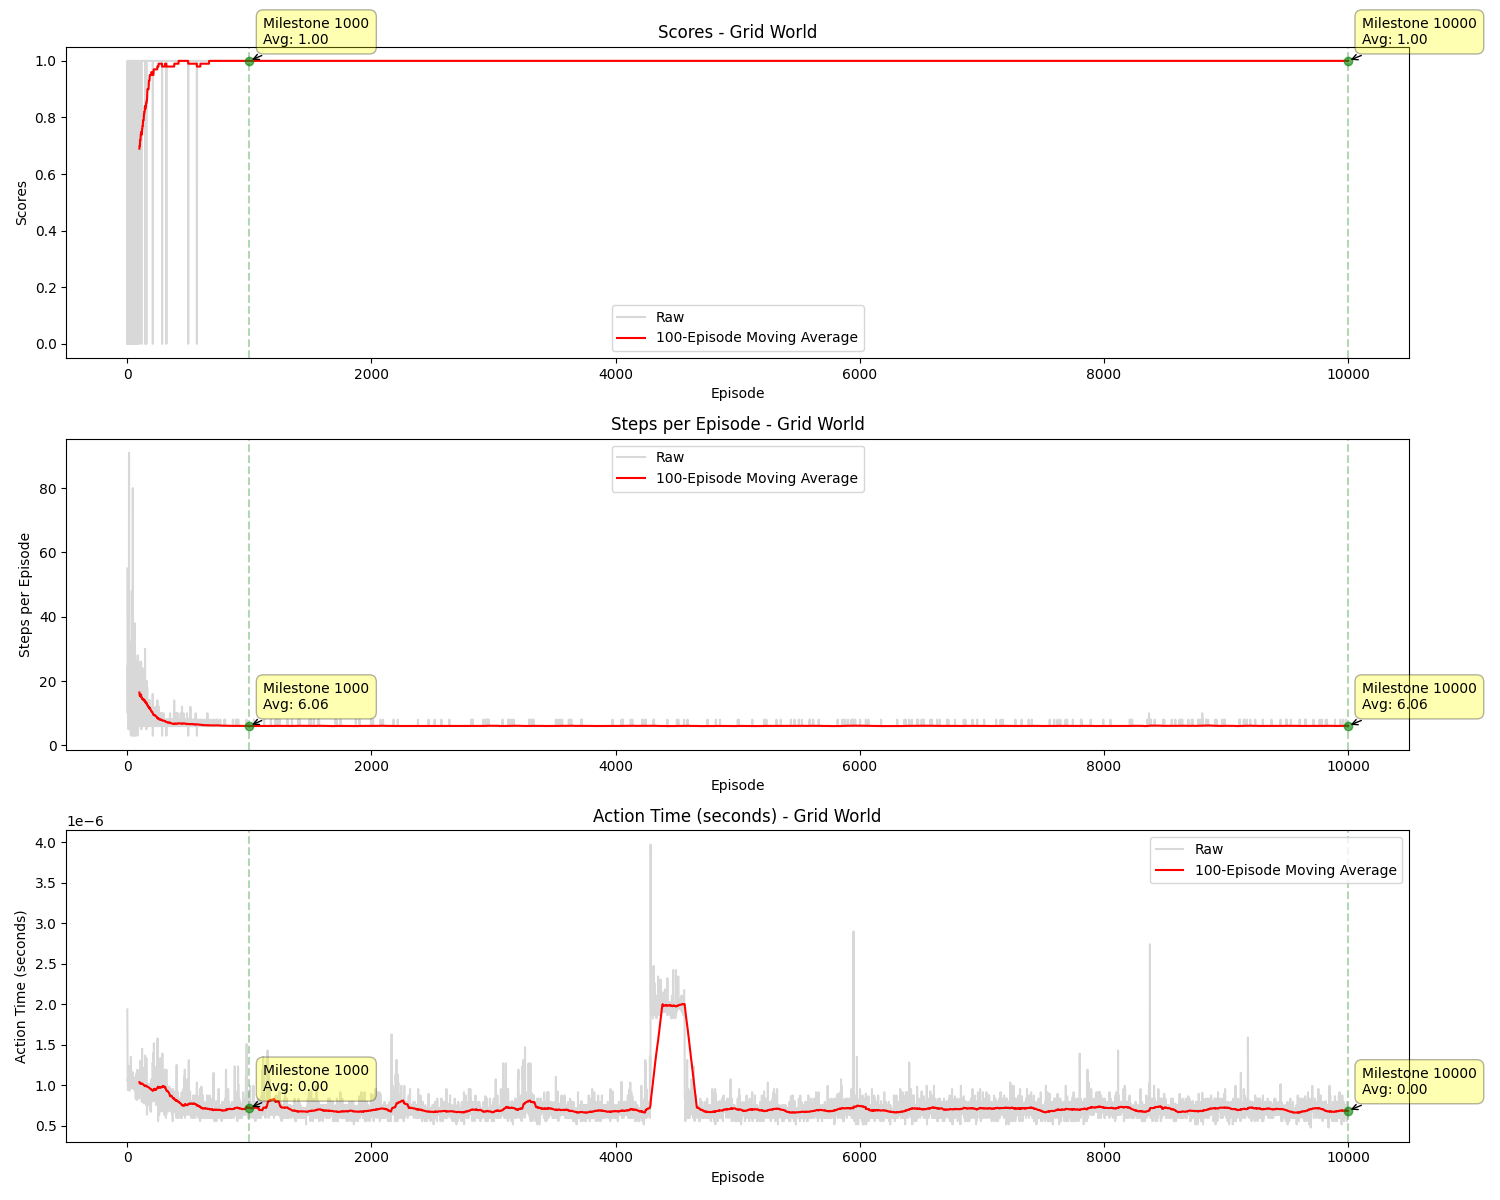 Scores - Grid World
Milestone 1000
Avg: 1.00
Milestone 10000
Avg: 1.00
Scores
1.0
0.8
0.6
0.4
0.2
0.0
Raw
100-Episode Moving Average
0
2000
4000
6000
8000
10000
Episode
Steps per Episode - Grid World
Steps per Episode
80
60
40
20
0
Raw
100-Episode Moving Average
Milestone 1000
Avg: 6.06
Milestone 10000
Avg: 6.06
0
2000
4000
6000
8000
10000
Episode
Action Time (seconds) - Grid World
1e−6
Action Time (seconds)
4.0
3.5
3.0
2.5
2.0
1.5
1.0
0.5
Raw
100-Episode Moving Average
Milestone 1000
Avg: 0.00
Milestone 10000
Avg: 0.00
0
2000
4000
6000
8000
10000
Episode